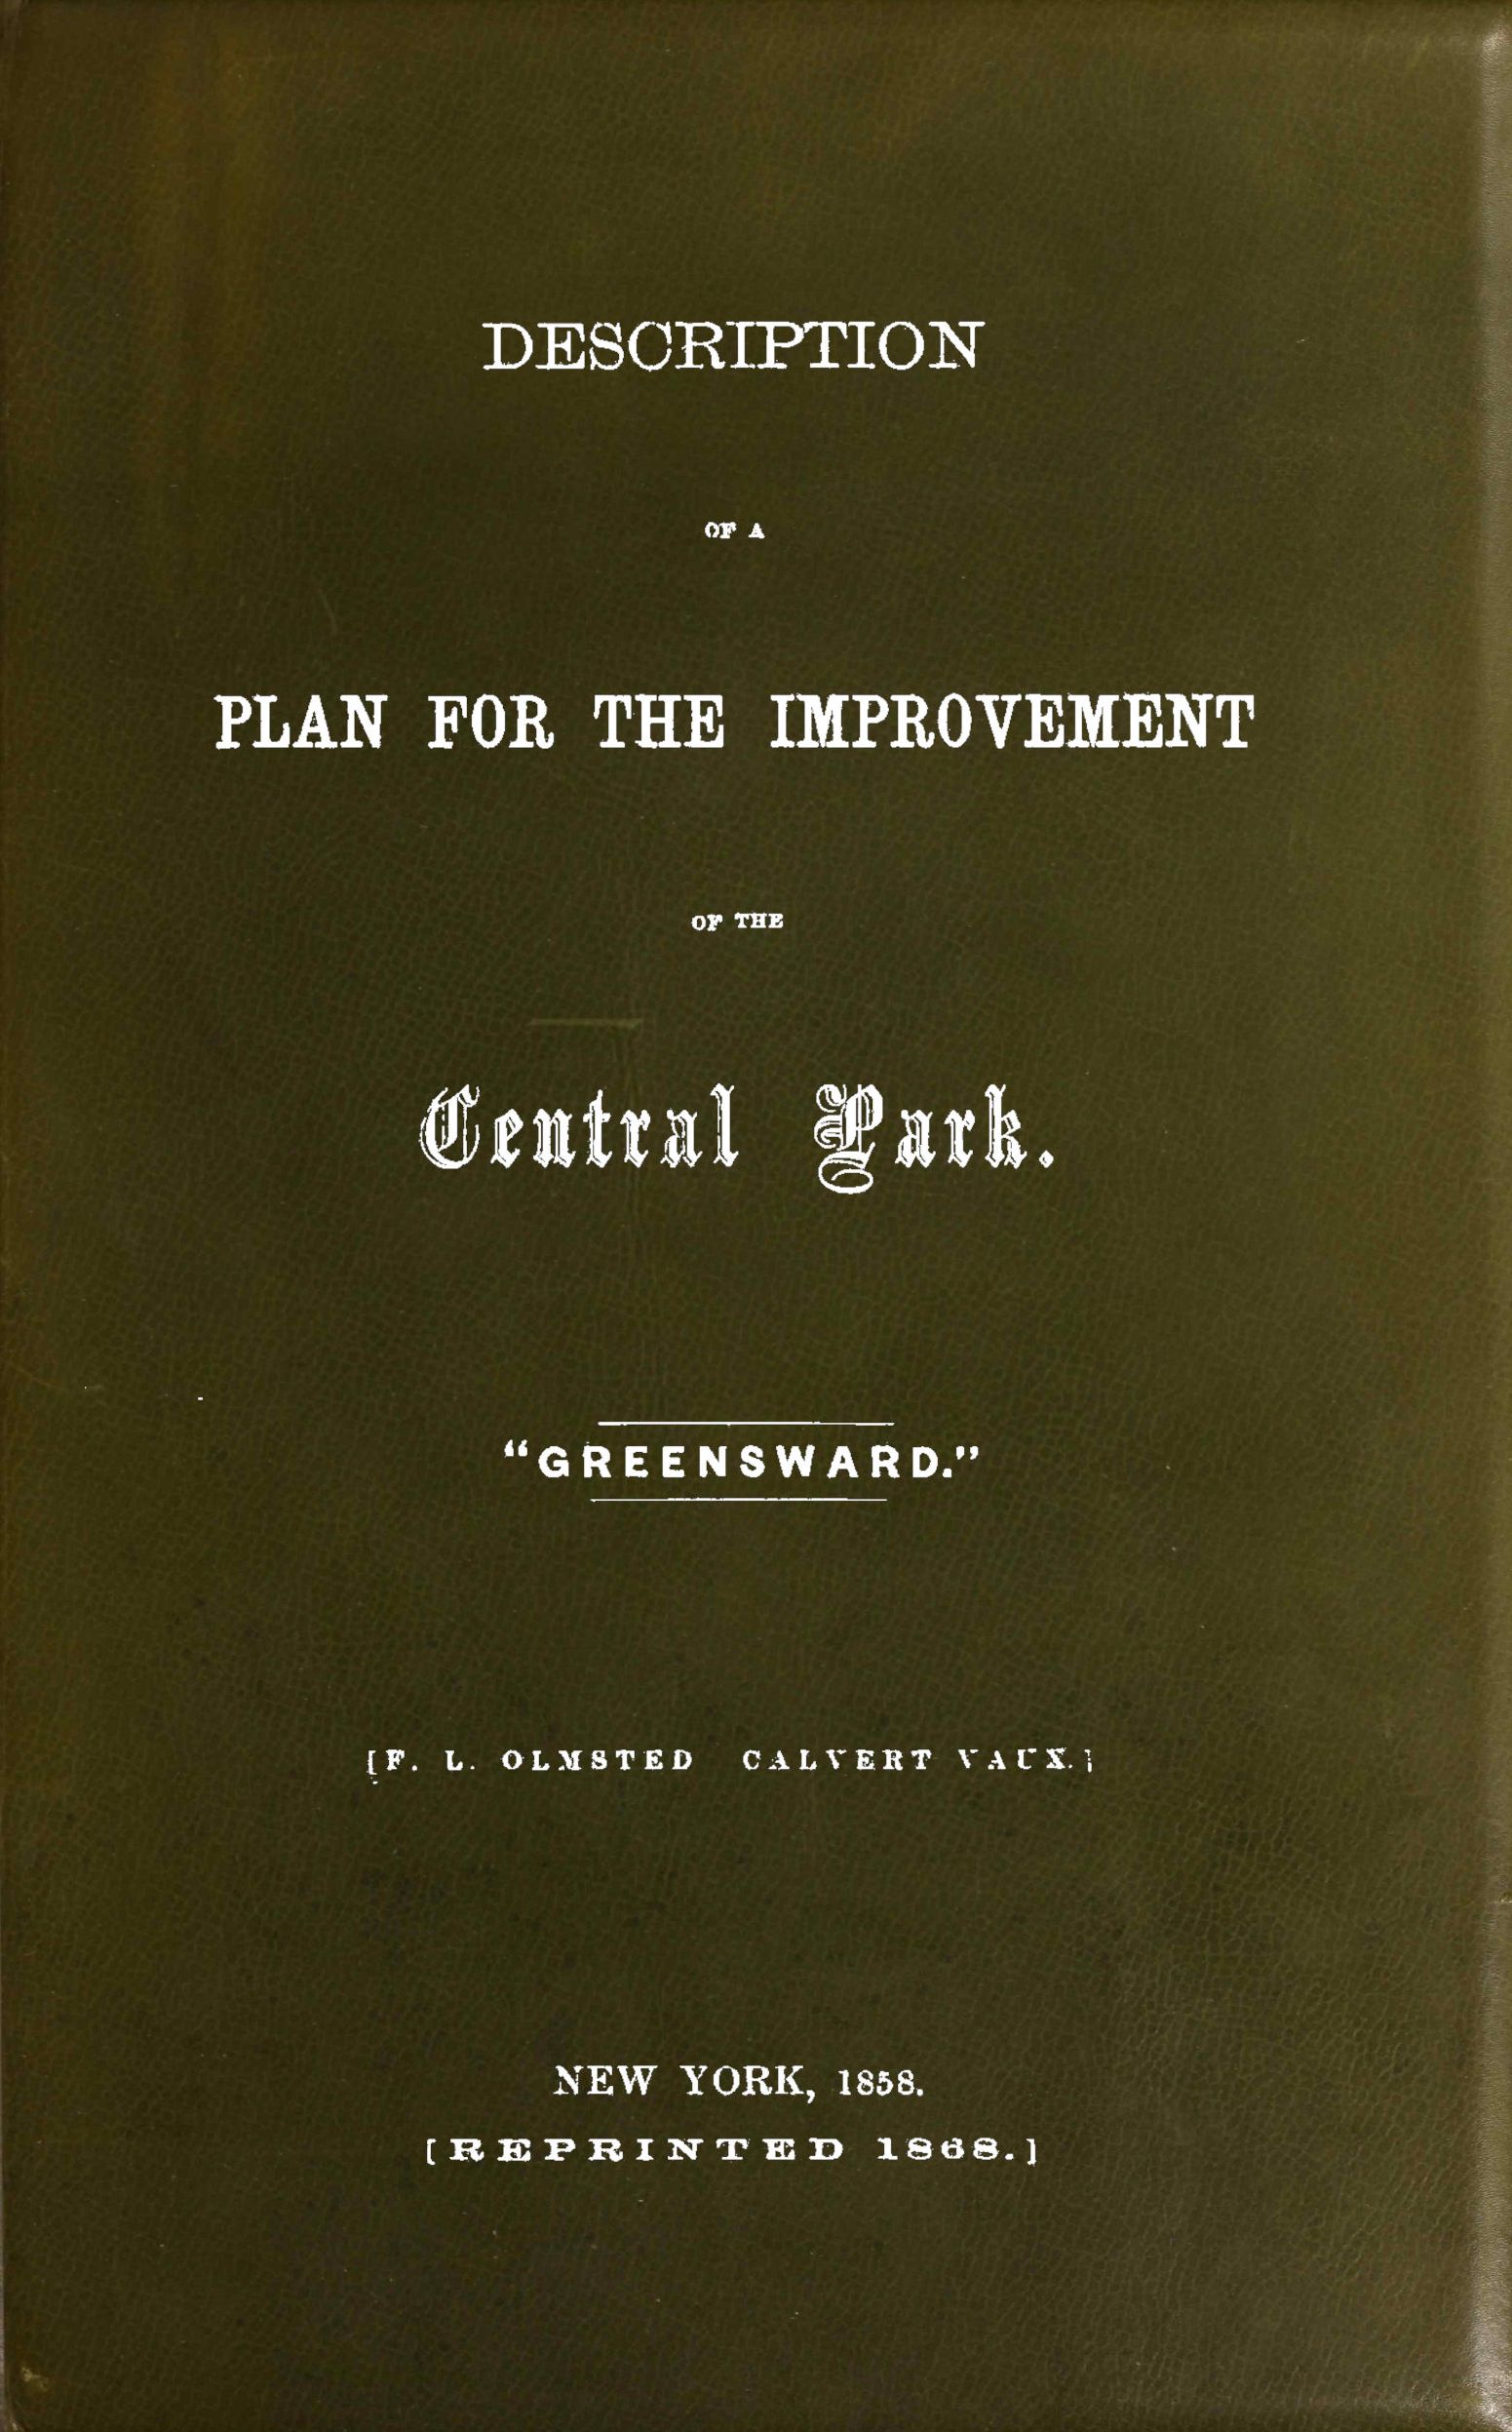 DESCRIPTION
OF A
PLAN FOR THE IMPROVEMENT
OF THE
Central Park.
"GREENSWARD."
[F. L. OLMSTED CALVERT VAUX.]
NEW YORK, 1858.
[REPRINTED 1868.]